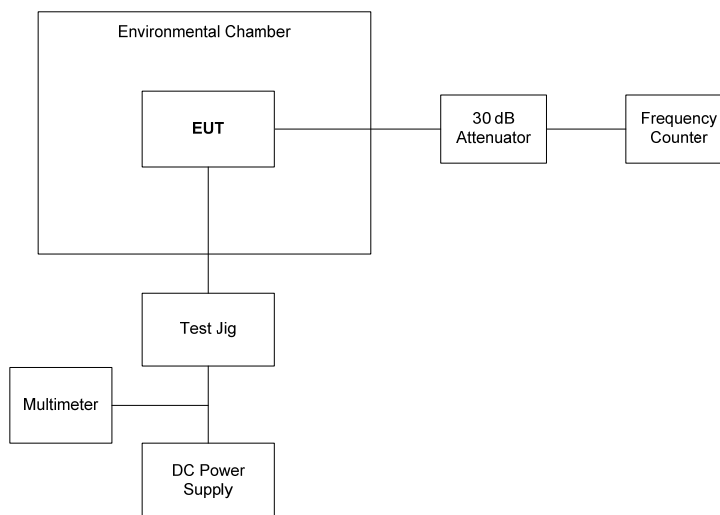 Environmental Chamber
EUT
30 dB
Attenuator
Frequency
Counter
Test Jig
Multimeter
DC Power
Supply